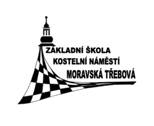 ZÁKLADNÍ ŠKOLA
KOSTELNÍ NÁMĚSTÍ
MORAVSKÁ TŘEBOVÁ